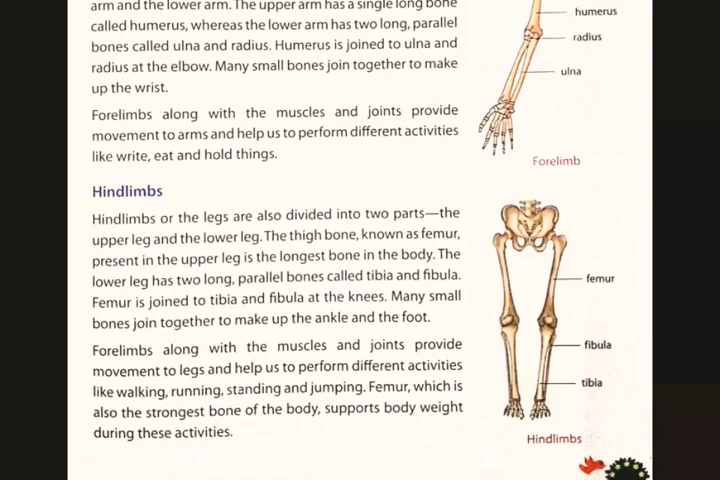 arm and the lower arm. The upper arm has a single long bone
called humerus, whereas the lower arm has two long, parallel
bones called ulna and radius. Humerus is joined to ulna and
radius at the elbow. Many small bones join together to make
up the wrist.
Forelimbs along with the muscles and joints provide
movement to arms and help us to perform different activities
like write, eat and hold things.
humerus
radius
ulna
Forelimb
Hindlimbs
Hindlimbs or the legs are also divided into two parts—the
upper leg and the lower leg. The thigh bone, known as femur,
present in the upper leg is the longest bone in the body. The
lower leg has two long, parallel bones called tibia and fibula.
Femur is joined to tibia and fibula at the knees. Many small
bones join together to make up the ankle and the foot.
Forelimbs along with the muscles and joints provide
movement to legs and help us to perform different activities
like walking, running, standing and jumping. Femur, which is
also the strongest bone of the body, supports body weight
during these activities.
femur
fibula
tibia
Hindlimbs